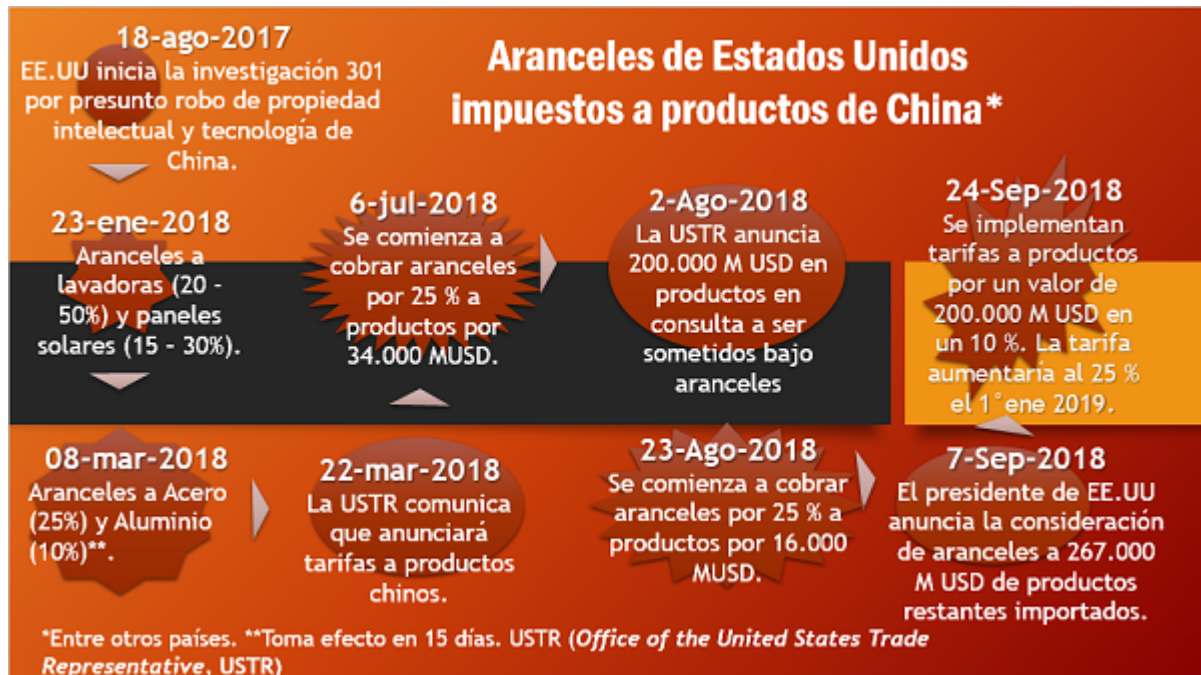 Aranceles de Estados Unidos
impuestos a productos de China*
18-ago-2017
EE.UU inicia la investigación 301
por presunto robo de propiedad
intelectual y tecnología de
China.
23-ene-2018
Aranceles a
lavadoras (20 -
50%) y paneles
solares (15 - 30%).
08-mar-2018
Aranceles a Acero
(25%) y Aluminio
(10%)**.
22-mar-2018
La USTR comunica
que anunciará
tarifas a productos
chinos.
6-jul-2018
Se comienza a
cobrar aranceles
por 25 % a
productos por
34.000 MUSD.
2-Ago-2018
La USTR anuncia
200.000 M USD en
productos en
consulta a ser
sometidos bajo
aranceles
23-Ago-2018
Se comienza a cobrar
aranceles por 25 % a
productos por 16.000
MUSD.
7-Sep-2018
El presidente de EE.UU
anuncia la consideración
de aranceles a 267.000
M USD de productos
restantes importados.
24-Sep-2018
Se implementan
tarifas a productos
por un valor de
200.000 M USD en
un 10 %. La tarifa
aumentaría al 25 %
el 1°ene 2019.
*Entre otros países. **Toma efecto en 15 días. USTR (Office of the United States Trade
Representative, USTR)